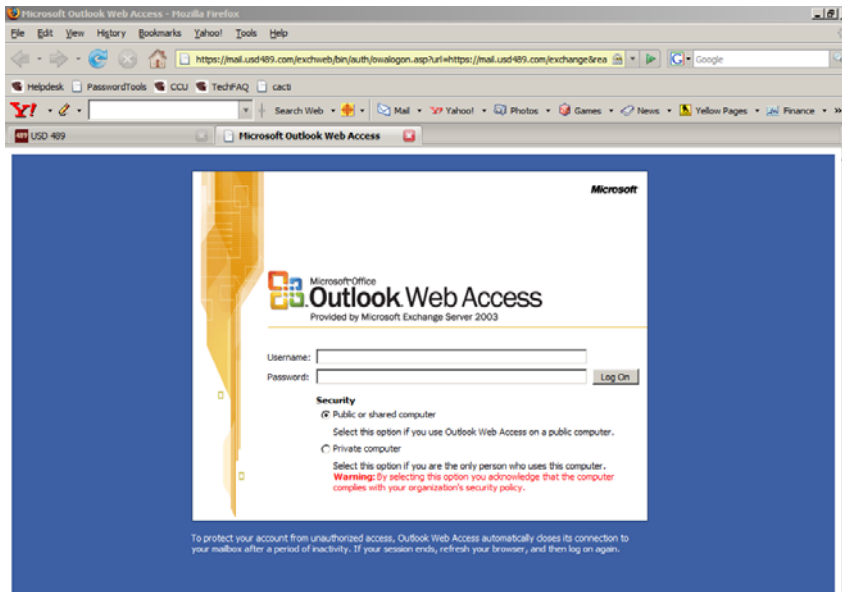 Microsoft Outlook Web Access - Mozilla Firefox
File Edit View History Bookmarks Yahoo! Tools Help
https://mail.usd489.com/exchweb/bin/auth/owalogon.asp?url=https://mail.usd489.com/exchange&rea
G Google
Helpdesk PasswordTools CCU TechFAQ cacti
Y! Search Web Mail Yahoo! Photos Games News Yellow Pages Finance »
489 USD 489 Microsoft Outlook Web Access
Microsoft
Microsoft Office
Outlook Web Access
Provided by Microsoft Exchange Server 2003
Username:
Password: Log On
Security
Public or shared computer
Select this option if you use Outlook Web Access on a public computer.
Private computer
Select this option if you are the only person who uses this computer.
Warning: By selecting this option you acknowledge that the computer
complies with your organization's security policy.
To protect your account from unauthorized access, Outlook Web Access automatically closes its connection to
your mailbox after a period of inactivity. If your session ends, refresh your browser, and then log on again.